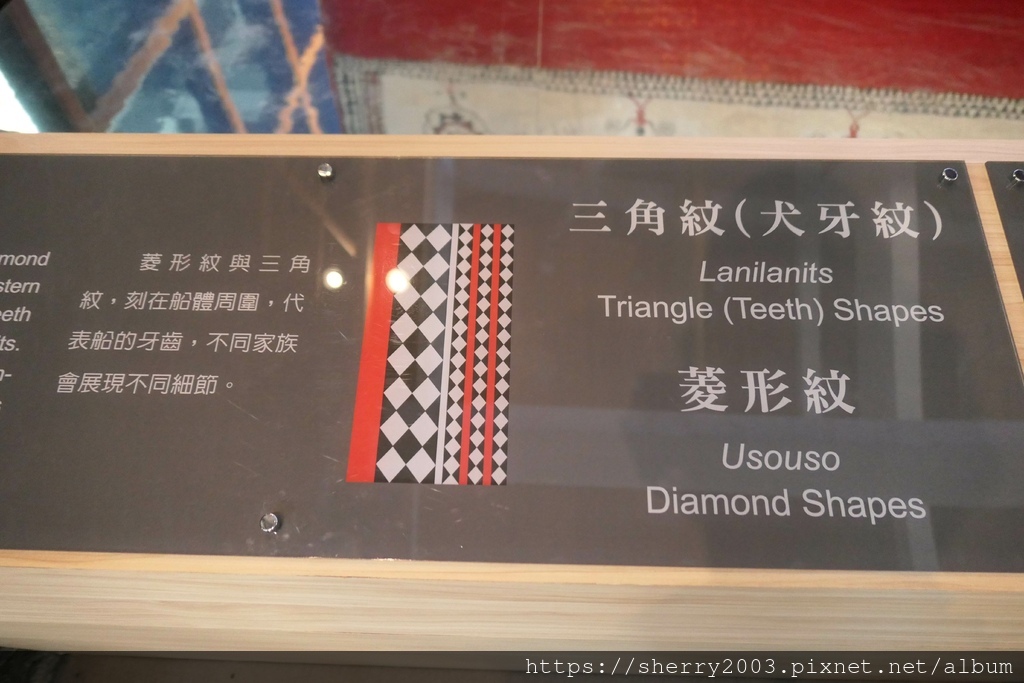 mond
stern
eeth
ts.
菱形紋與三角
紋，刻在船體周圍，代
表船的牙齒，不同家族
會展現不同細節。
三角紋(犬牙紋)
Lanilanits
Triangle (Teeth) Shapes
菱形紋
Usouso
Diamond Shapes
https://sherry2003.pixnet.net/album